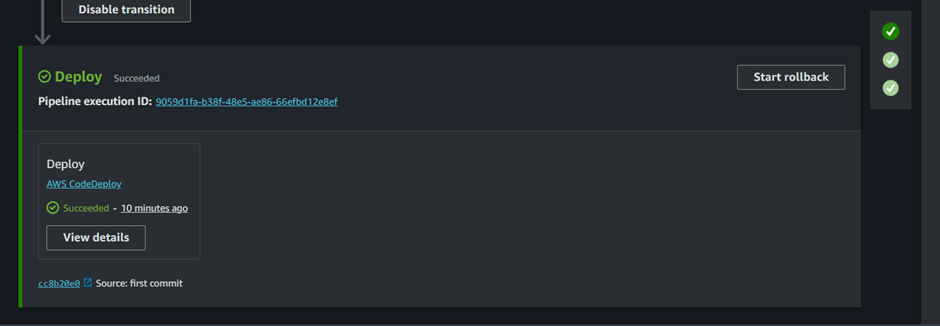 Disable transition
Deploy Succeeded
Start rollback
Pipeline execution ID: 9059d1fa-b38f-48e5-ae86-66efbd12e8ef
Deploy
AWS CodeDeploy
Succeeded - 10 minutes ago
View details
cc8b20e0 Source: first commit